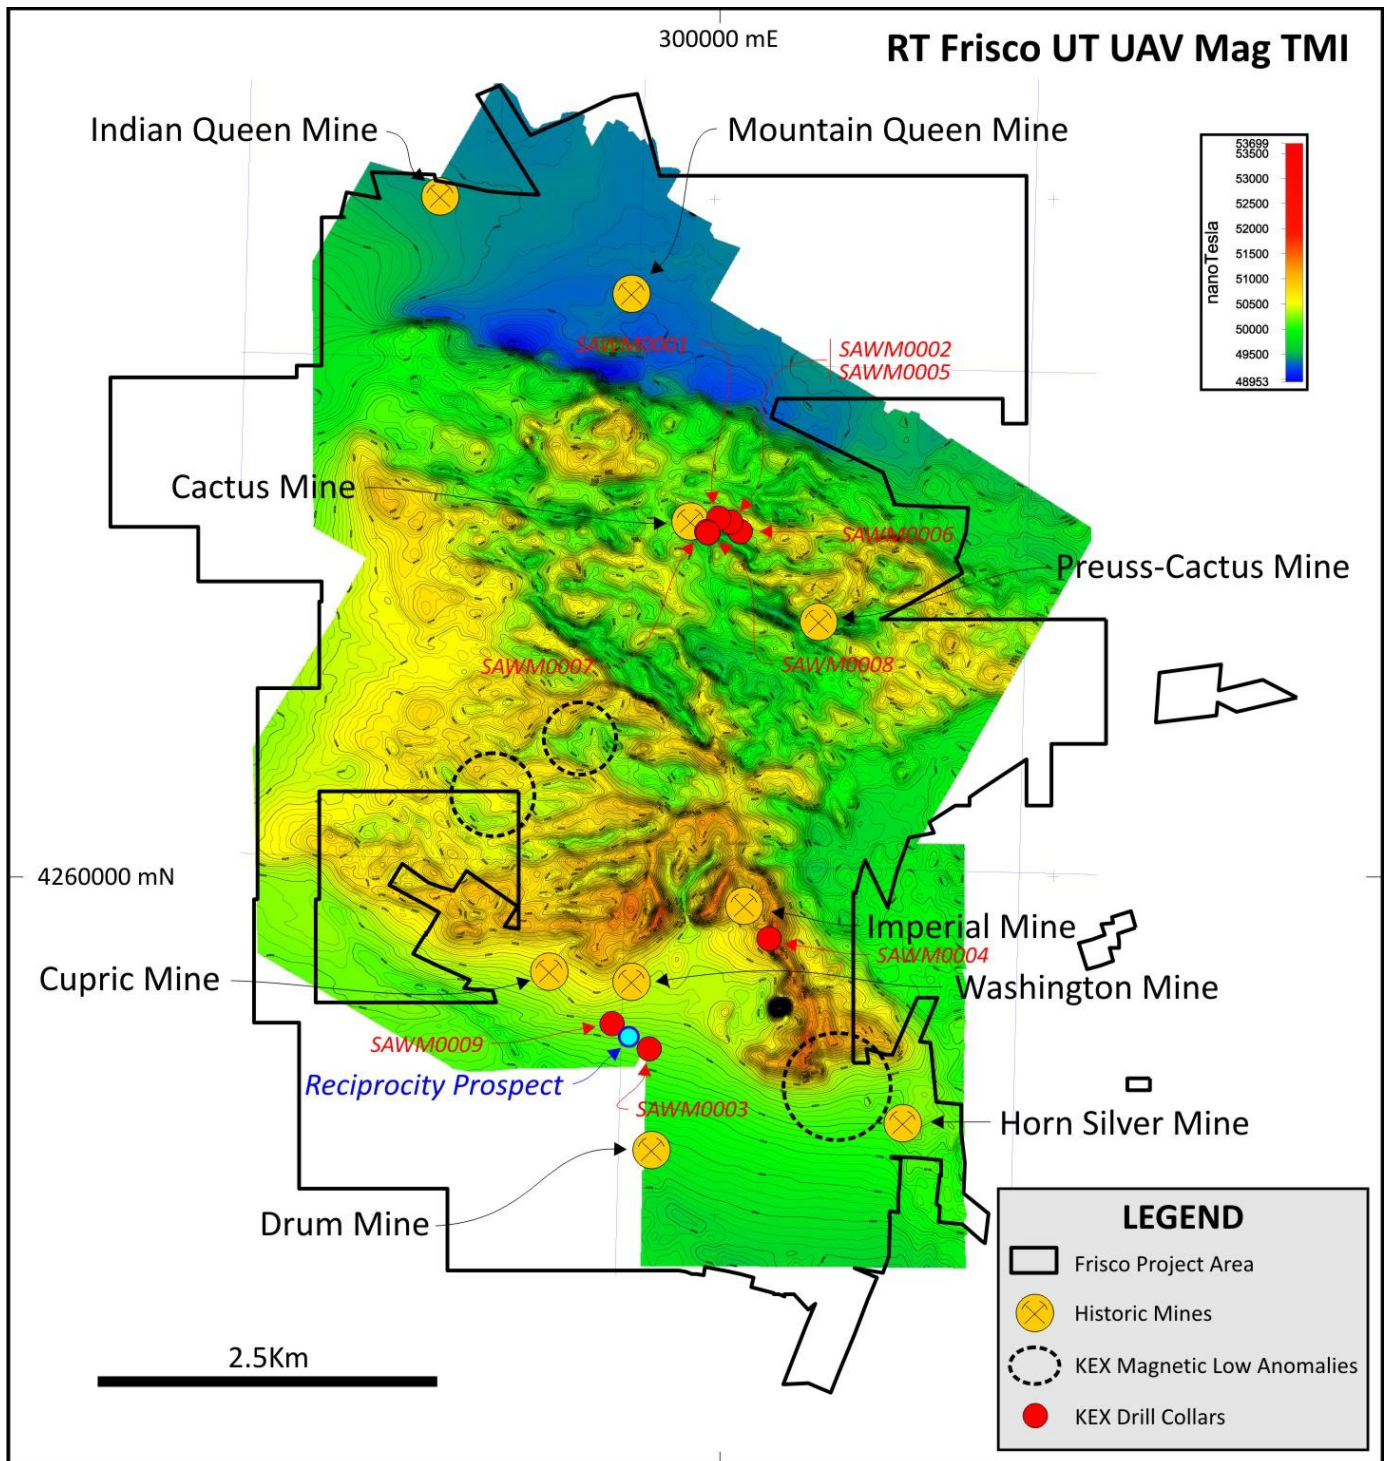 300000 mE
RT Frisco UT UAV Mag TMI
Indian Queen Mine
Mountain Queen Mine
53699
53500
53000
52500
52000
51500
51000
50500
50000
49500
48953
nanoTesla
SAWM0001
SAWM0002
SAWM0005
Cactus Mine
SAWM0006
Preuss-Cactus Mine
SAWM0007
SAWM0008
4260000 mN
Imperial Mine
SAWM0004
Cupric Mine
Washington Mine
SAWM0009
Reciprocity Prospect
SAWM0003
Horn Silver Mine
Drum Mine
LEGEND
Frisco Project Area
Historic Mines
KEX Magnetic Low Anomalies
KEX Drill Collars
2.5Km